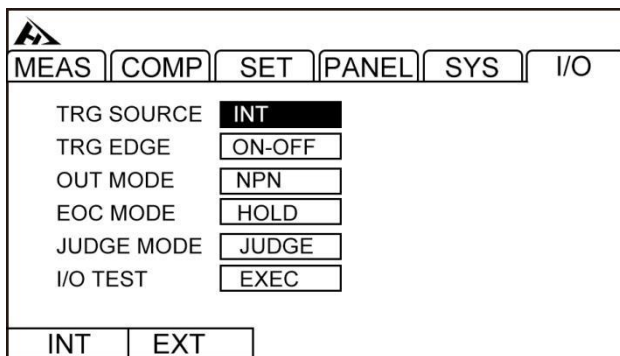 MEAS COMP SET PANEL SYS I/O
TRG SOURCE INT
TRG EDGE ON-OFF
OUT MODE NPN
EOC MODE HOLD
JUDGE MODE JUDGE
I/O TEST EXEC
INT EXT